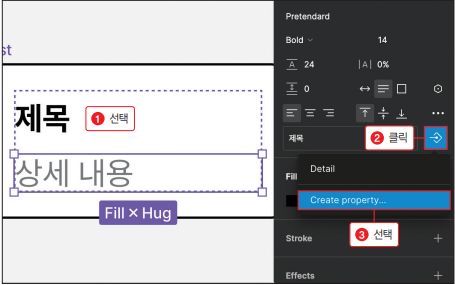 st
제목
1 선택
상세 내용
Fill × Hug
Pretendard
Bold
14
A 24
|A| 0%
0
제목
2 클릭
Fill
Detail
Create property...
3 선택
Stroke
Effects